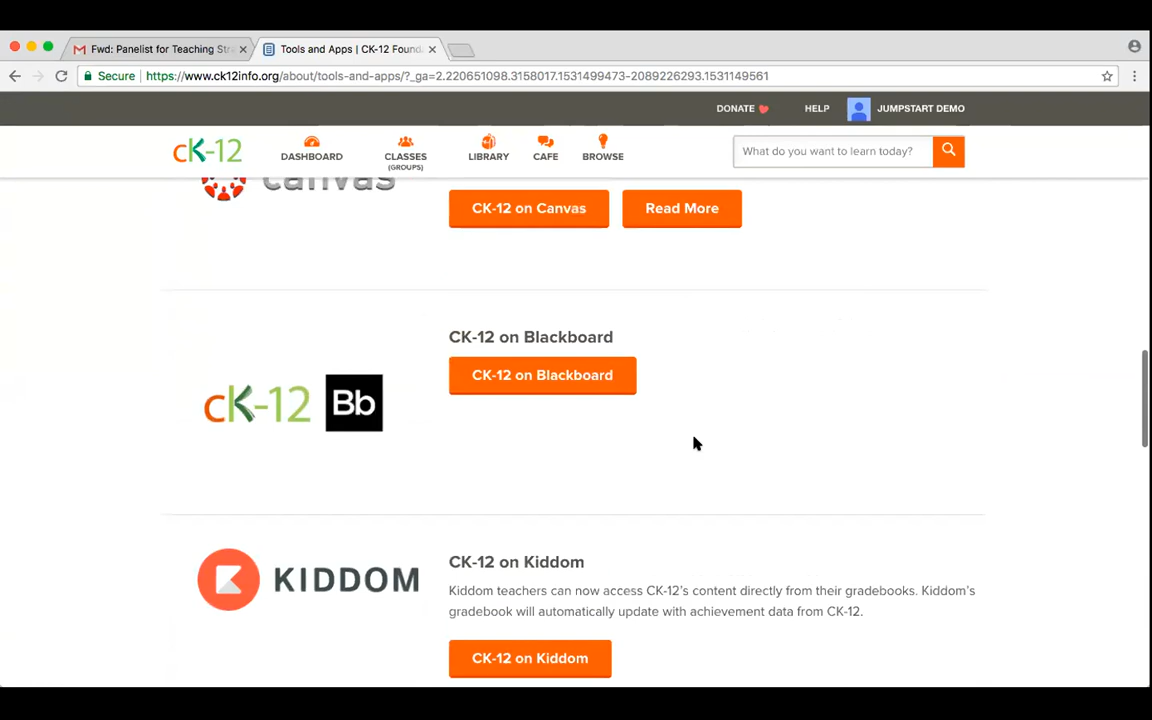 Fwd: Panelist for Teaching Stra
Tools and Apps | CK-12 Found
Secure
https://www.ck12info.org/about/tools-and-apps/?_ga=2.220651098.3158017.1531499473-2089226293.1531149561
DONATE
HELP
JUMPSTART DEMO
cK-12
DASHBOARD
CLASSES
(GROUPS)
LIBRARY
CAFE
BROWSE
What do you want to learn today?
canvas
CK-12 on Canvas
Read More
CK-12 on Blackboard
CK-12 on Blackboard
cK-12
Bb
KIDDOM
CK-12 on Kiddom
Kiddom teachers can now access CK-12's content directly from their gradebooks. Kiddom's
gradebook will automatically update with achievement data from CK-12.
CK-12 on Kiddom